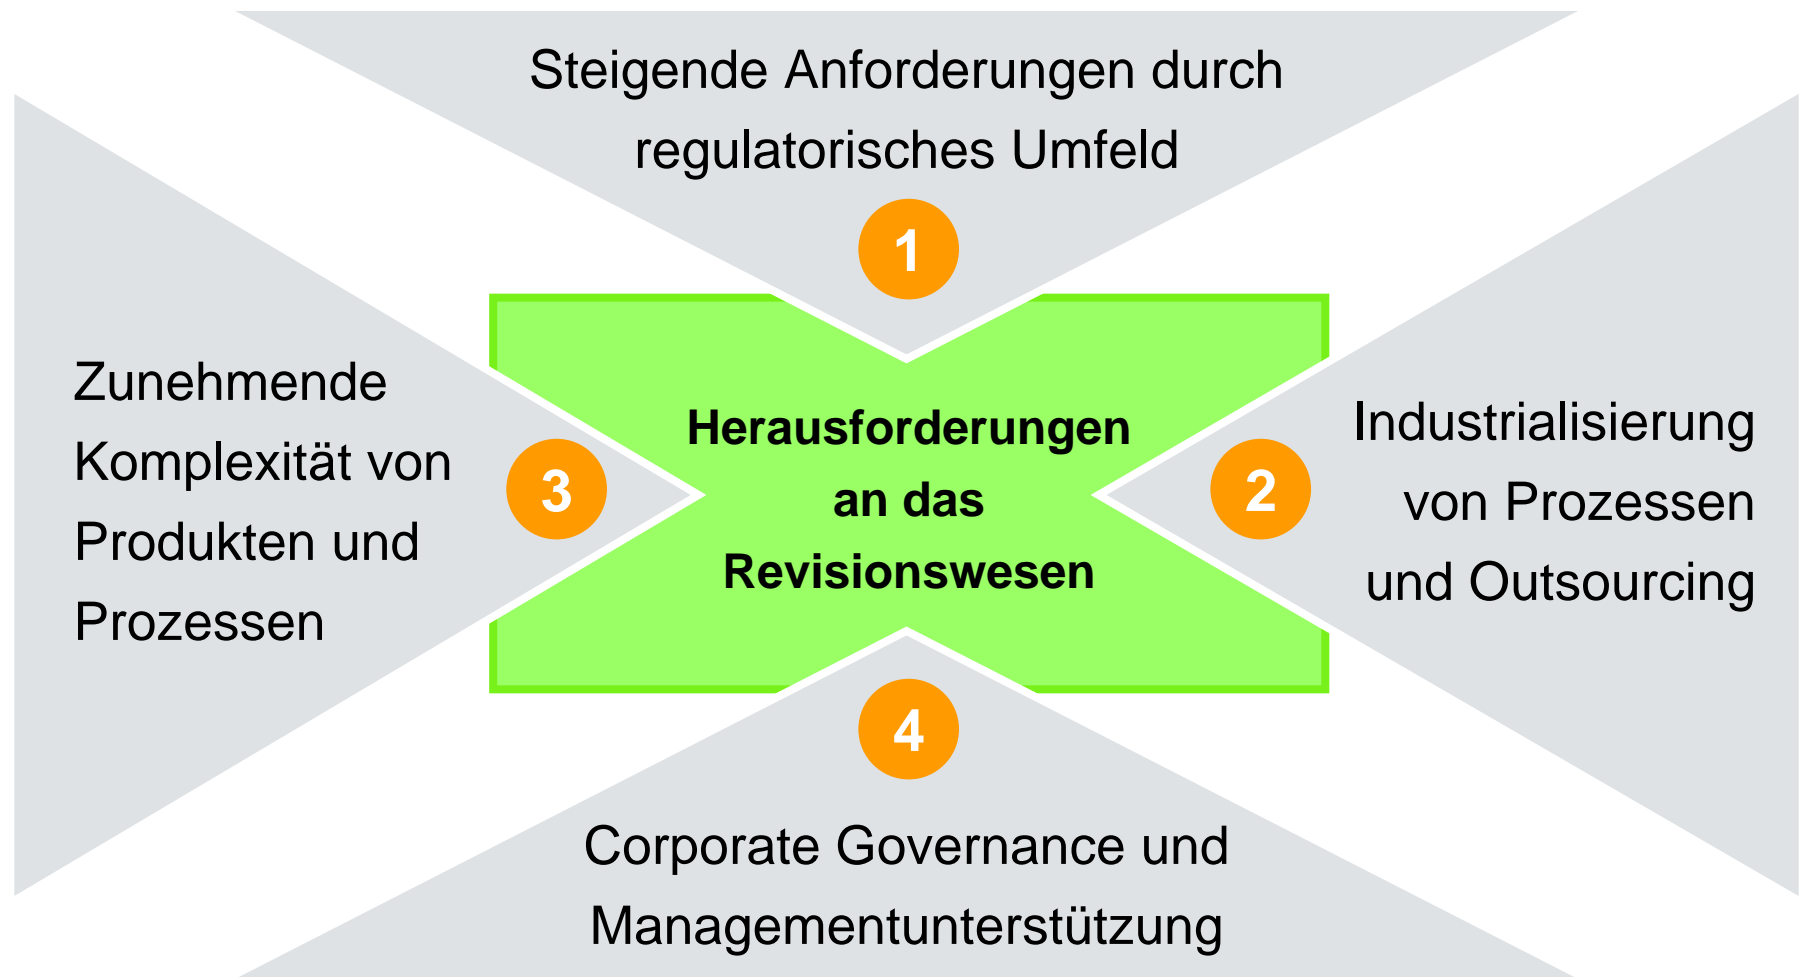 Steigende Anforderungen durch
regulatorisches Umfeld
1
Zunehmende
Komplexität von
Produkten und
Prozessen
3
Herausforderungen
an das
Revisionswesen
2
Industrialisierung
von Prozessen
und Outsourcing
4
Corporate Governance und
Managementunterstützung